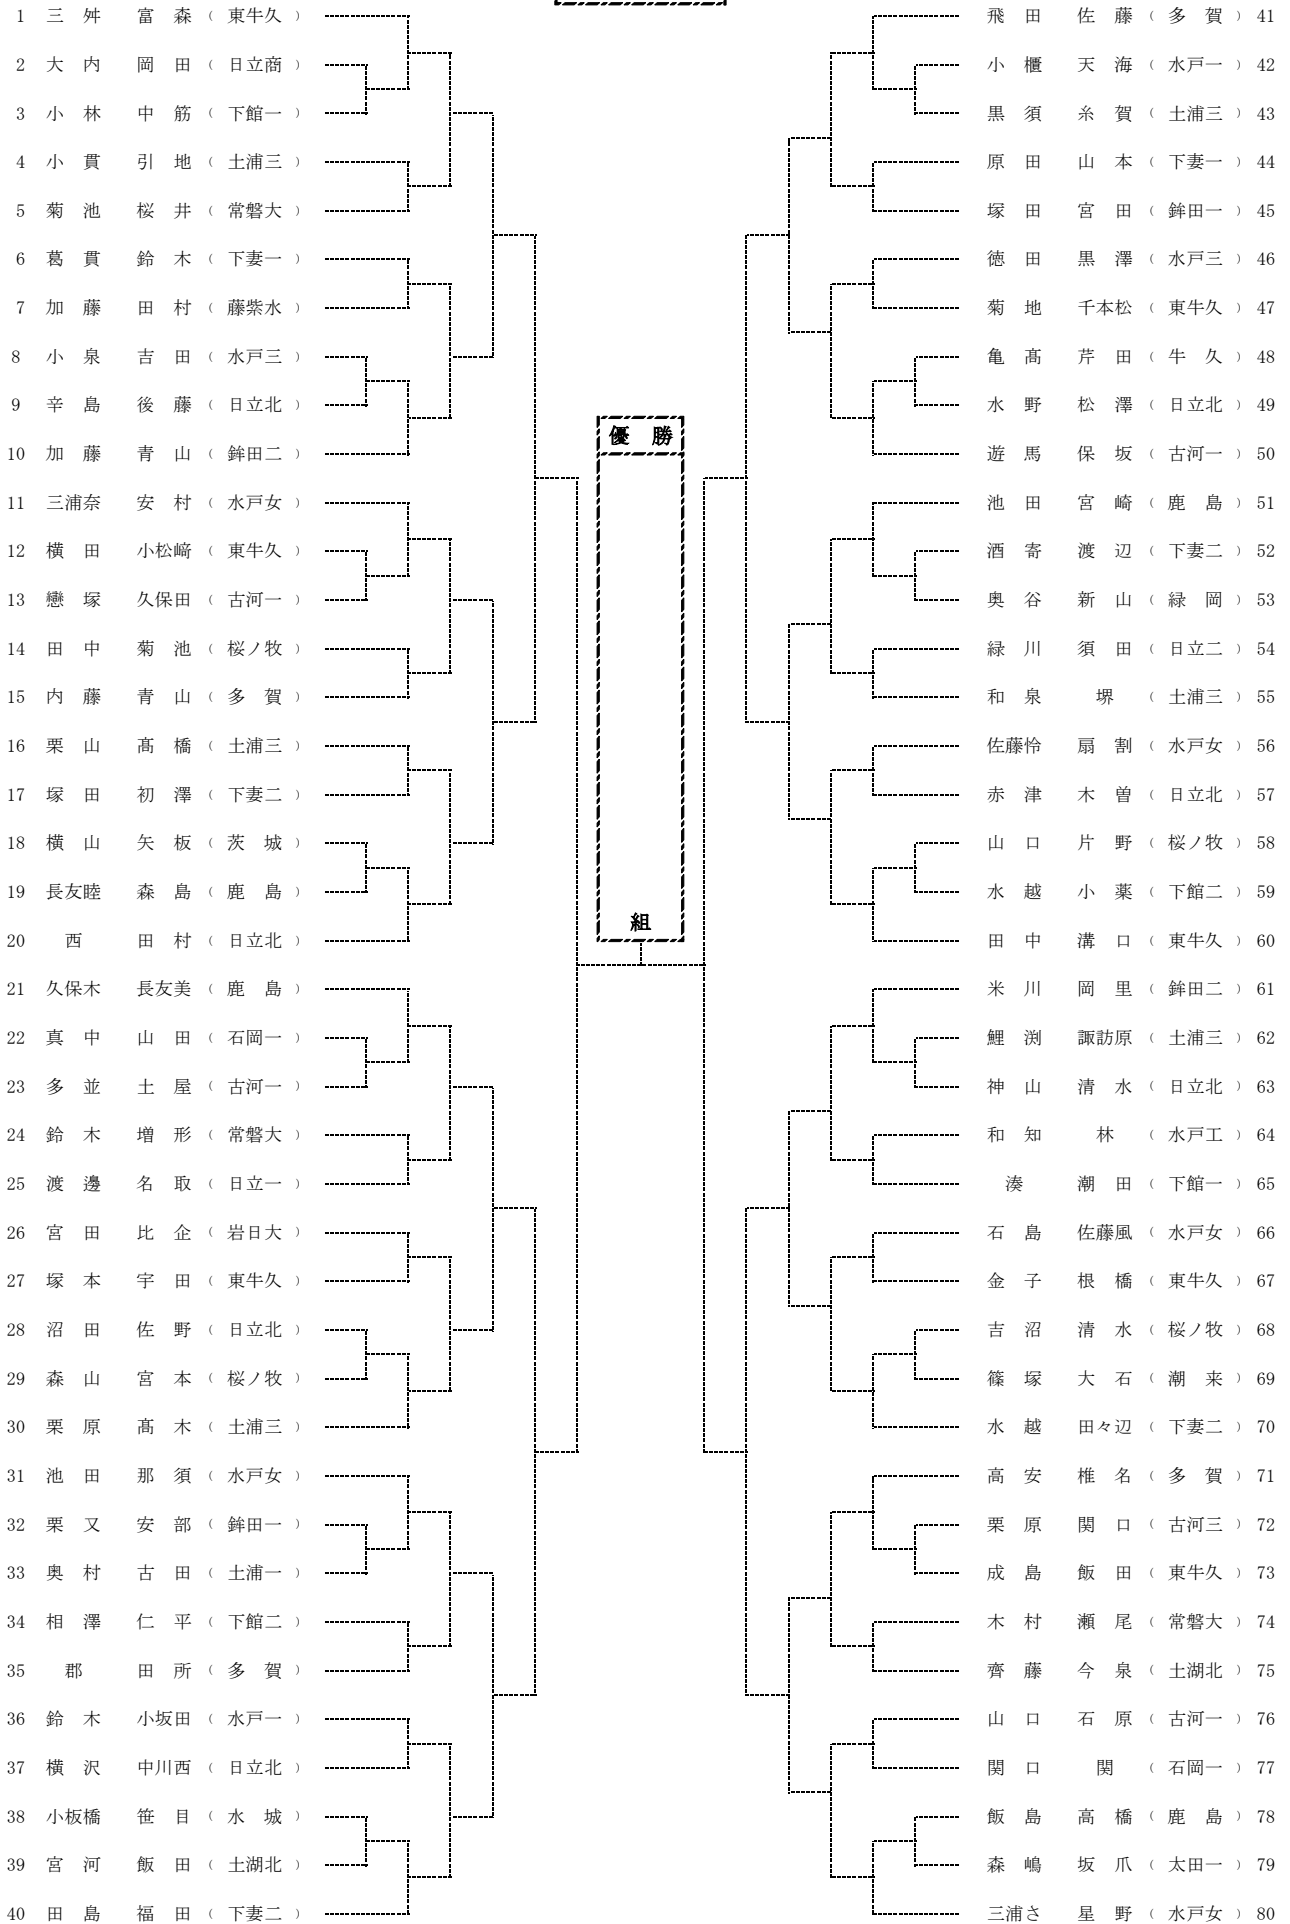 1 三舛 富森 （東牛久）
2 大内 岡田 （日立商）
3 小林 中筋 （下館一）
4 小貫 引地 （土浦三）
5 菊池 桜井 （常磐大）
6 葛貫 鈴木 （下妻一）
7 加藤 田村 （藤紫水）
8 小泉 吉田 （水戸三）
9 辛島 後藤 （日立北）
10 加藤 青山 （鉾田二）
11 三浦奈 安村 （水戸女）
12 横田 小松﨑 （東牛久）
13 戀塚 久保田 （古河一）
14 田中 菊池 （桜ノ牧）
15 内藤 青山 （多賀）
16 栗山 髙橋 （土浦三）
17 塚田 初澤 （下妻二）
18 横山 矢板 （茨城）
19 長友睦 森島 （鹿島）
20 西 田村 （日立北）
21 久保木 長友美 （鹿島）
22 真中 山田 （石岡一）
23 多並 土屋 （古河一）
24 鈴木 増形 （常磐大）
25 渡邊 名取 （日立一）
26 宮田 比企 （岩日大）
27 塚本 宇田 （東牛久）
28 沼田 佐野 （日立北）
29 森山 宮本 （桜ノ牧）
30 栗原 髙木 （土浦三）
31 池田 那須 （水戸女）
32 栗又 安部 （鉾田一）
33 奥村 古田 （土浦一）
34 相澤 仁平 （下館二）
35 郡 田所 （多賀）
36 鈴木 小坂田 （水戸一）
37 横沢 中川西 （日立北）
38 小板橋 笹目 （水城）
39 宮河 飯田 （土湖北）
40 田島 福田 （下妻二）
優勝
組
飛田 佐藤 （多賀） 41
小櫃 天海 （水戸一） 42
黒須 糸賀 （土浦三） 43
原田 山本 （下妻一） 44
塚田 宮田 （鉾田一） 45
徳田 黒澤 （水戸三） 46
菊地 千本松 （東牛久） 47
亀髙 芹田 （牛久） 48
水野 松澤 （日立北） 49
遊馬 保坂 （古河一） 50
池田 宮崎 （鹿島） 51
酒寄 渡辺 （下妻二） 52
奥谷 新山 （緑岡） 53
緑川 須田 （日立二） 54
和泉 堺 （土浦三） 55
佐藤怜 扇割 （水戸女） 56
赤津 木曽 （日立北） 57
山口 片野 （桜ノ牧） 58
水越 小薬 （下館二） 59
田中 溝口 （東牛久） 60
米川 岡里 （鉾田二） 61
鯉渕 諏訪原 （土浦三） 62
神山 清水 （日立北） 63
和知 林 （水戸工） 64
湊 潮田 （下館一） 65
石島 佐藤風 （水戸女） 66
金子 根橋 （東牛久） 67
吉沼 清水 （桜ノ牧） 68
篠塚 大石 （潮来） 69
水越 田々辺 （下妻二） 70
高安 椎名 （多賀） 71
栗原 関口 （古河三） 72
成島 飯田 （東牛久） 73
木村 瀬尾 （常磐大） 74
齊藤 今泉 （土湖北） 75
山口 石原 （古河一） 76
関口 関 （石岡一） 77
飯島 高橋 （鹿島） 78
森嶋 坂爪 （太田一） 79
三浦さ 星野 （水戸女） 80